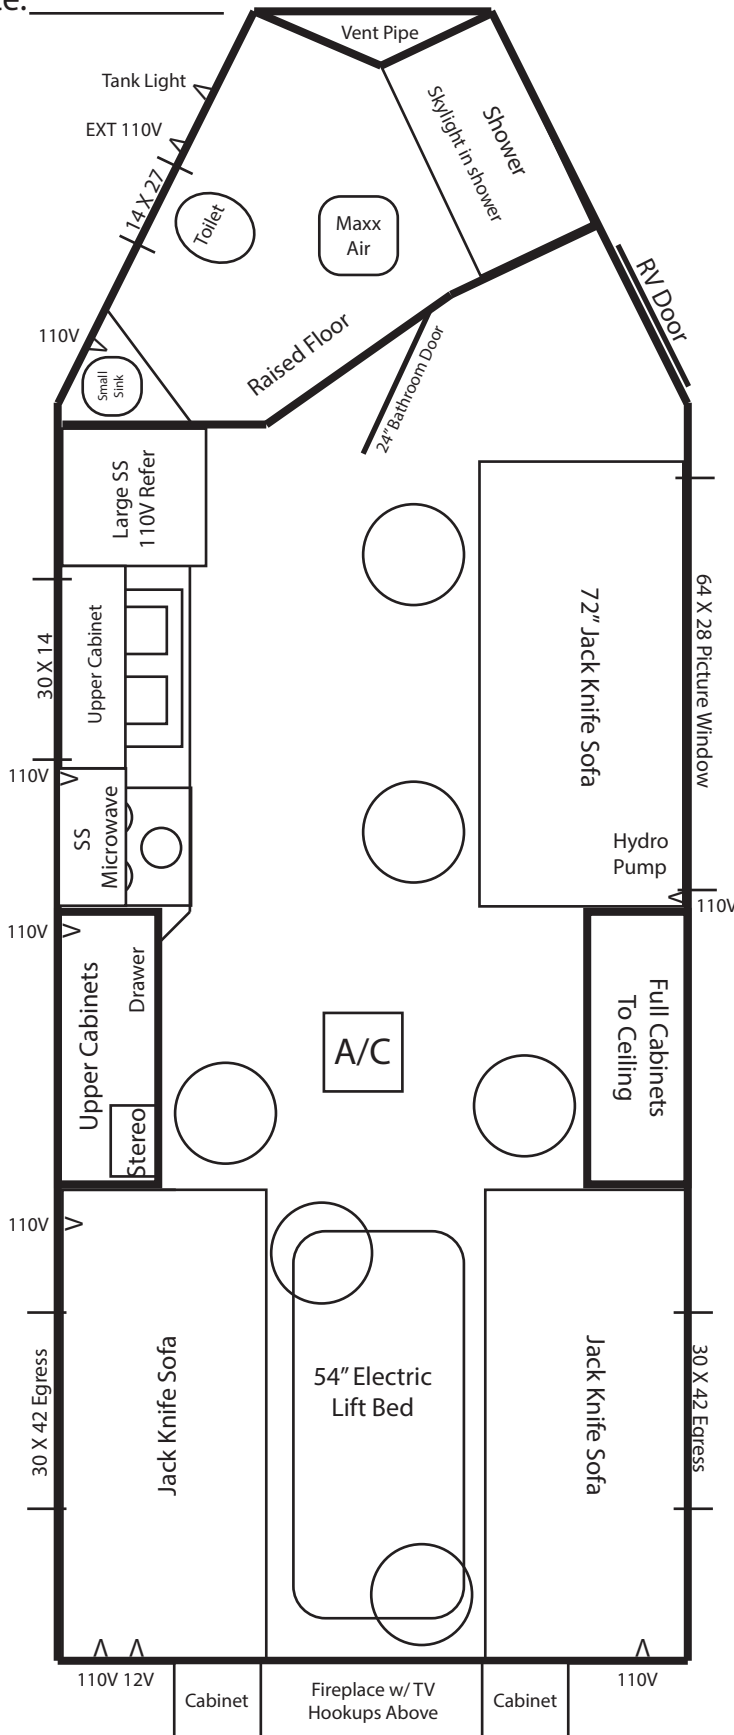 Vent Pipe
Tank Light
EXT 110V
14 X 27
Toilet
Maxx
Air
Shower
Skylight in shower
RV Door
110V
Small
Sink
Raised Floor
24" Bathroom Door
Large SS
110V Refer
30 X 14
Upper Cabinet
72" Jack Knife Sofa
64 X 28 Picture Window
110V
SS
Microwave
Hydro
Pump
110V
110V
Upper Cabinets
Drawer
Stereo
A/C
Full Cabinets
To Ceiling
110V
30 X 42 Egress
Jack Knife Sofa
54" Electric
Lift Bed
Jack Knife Sofa
30 X 42 Egress
110V 12V
110V
Cabinet
Fireplace w/ TV
Hookups Above
Cabinet